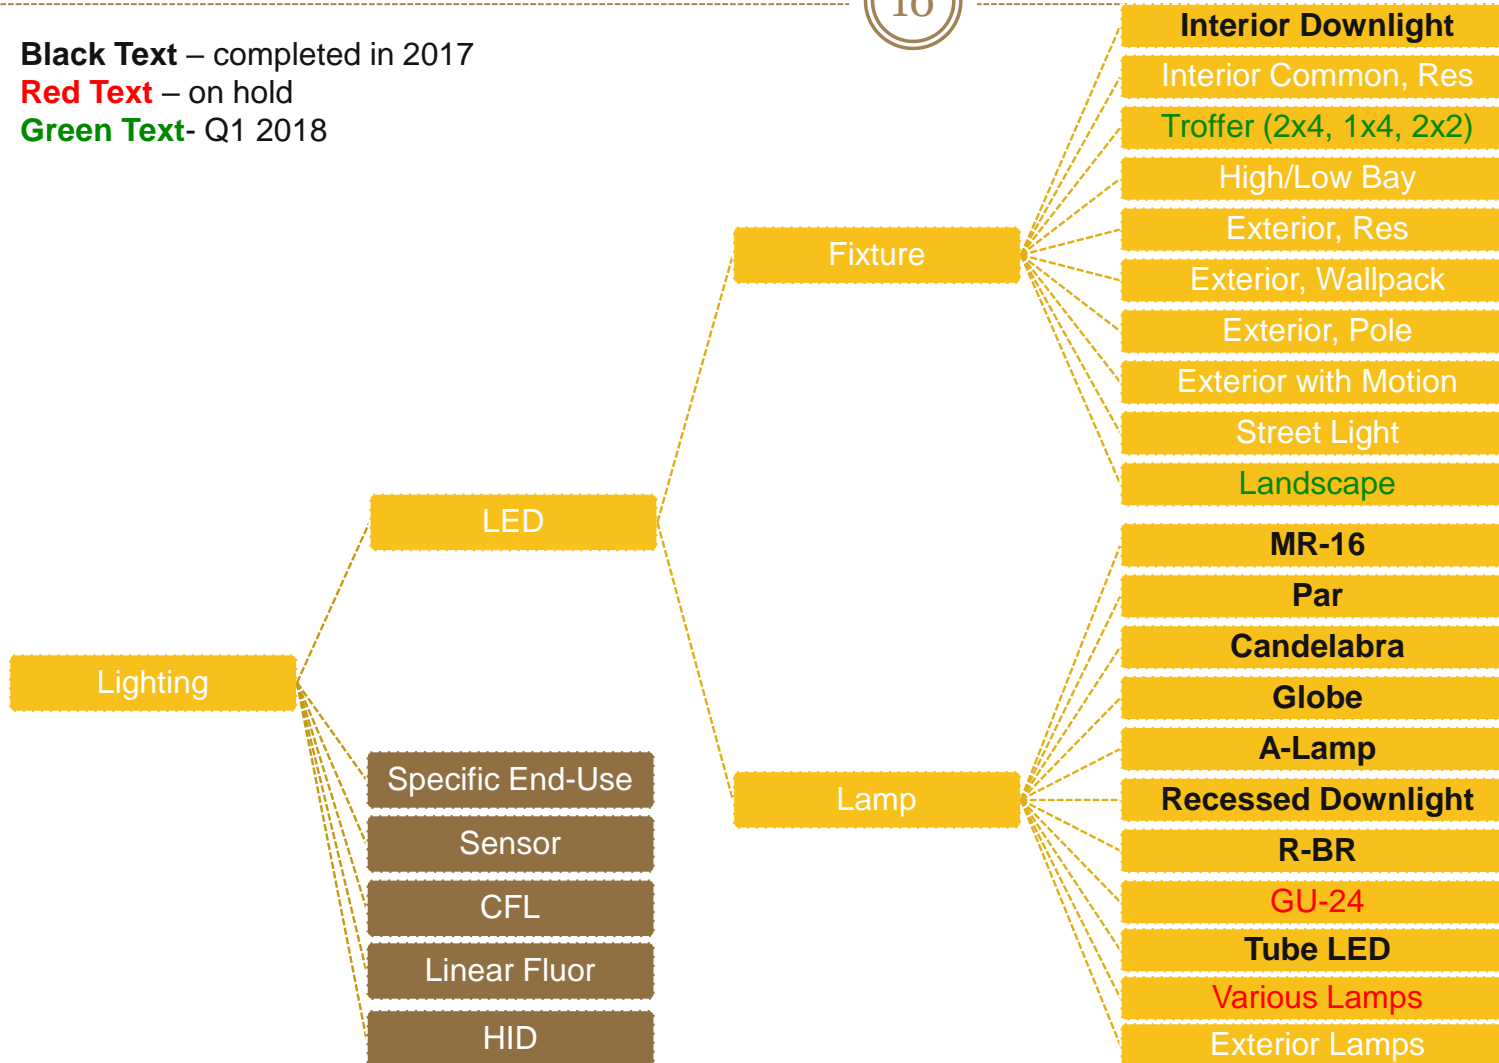 16
Black Text – completed in 2017
Red Text – on hold
Green Text- Q1 2018
Lighting
LED
Specific End-Use
Sensor
CFL
Linear Fluor
HID
Fixture
Lamp
Interior Downlight
Interior Common, Res
Troffer (2x4, 1x4, 2x2)
High/Low Bay
Exterior, Res
Exterior, Wallpack
Exterior, Pole
Exterior with Motion
Street Light
Landscape
MR-16
Par
Candelabra
Globe
A-Lamp
Recessed Downlight
R-BR
GU-24
Tube LED
Various Lamps
Exterior Lamps